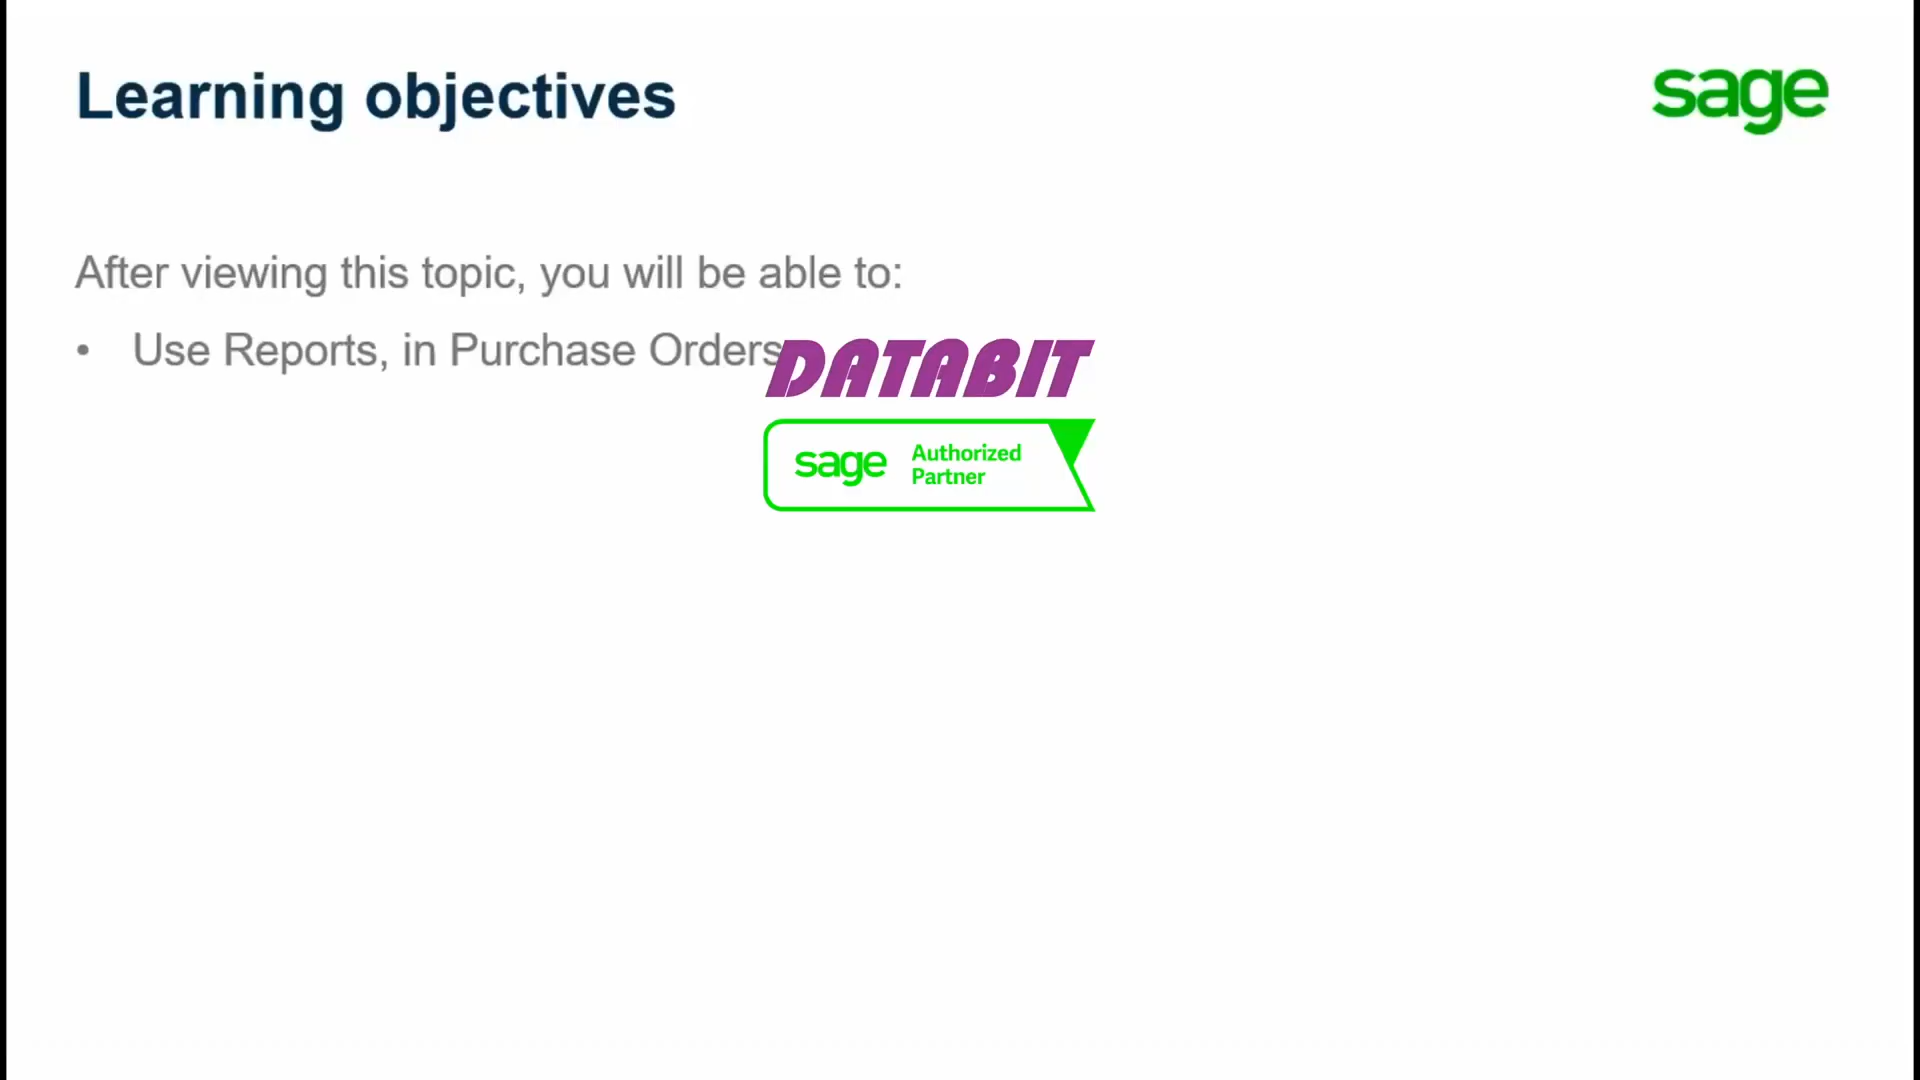 Learning objectives
sage
After viewing this topic, you will be able to:
• Use Reports, in Purchase Orders
DATABIT
sage Authorized
Partner